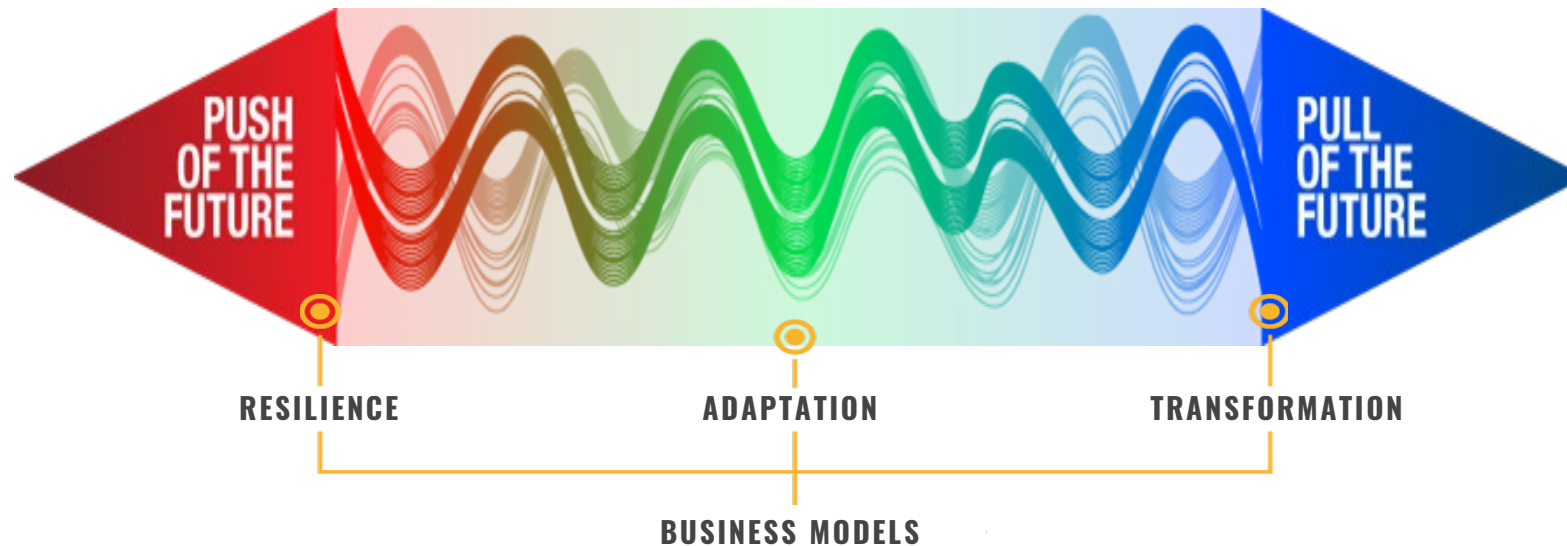 PUSH
OF THE
FUTURE
PULL
OF THE
FUTURE
RESILIENCE
ADAPTATION
TRANSFORMATION
BUSINESS MODELS